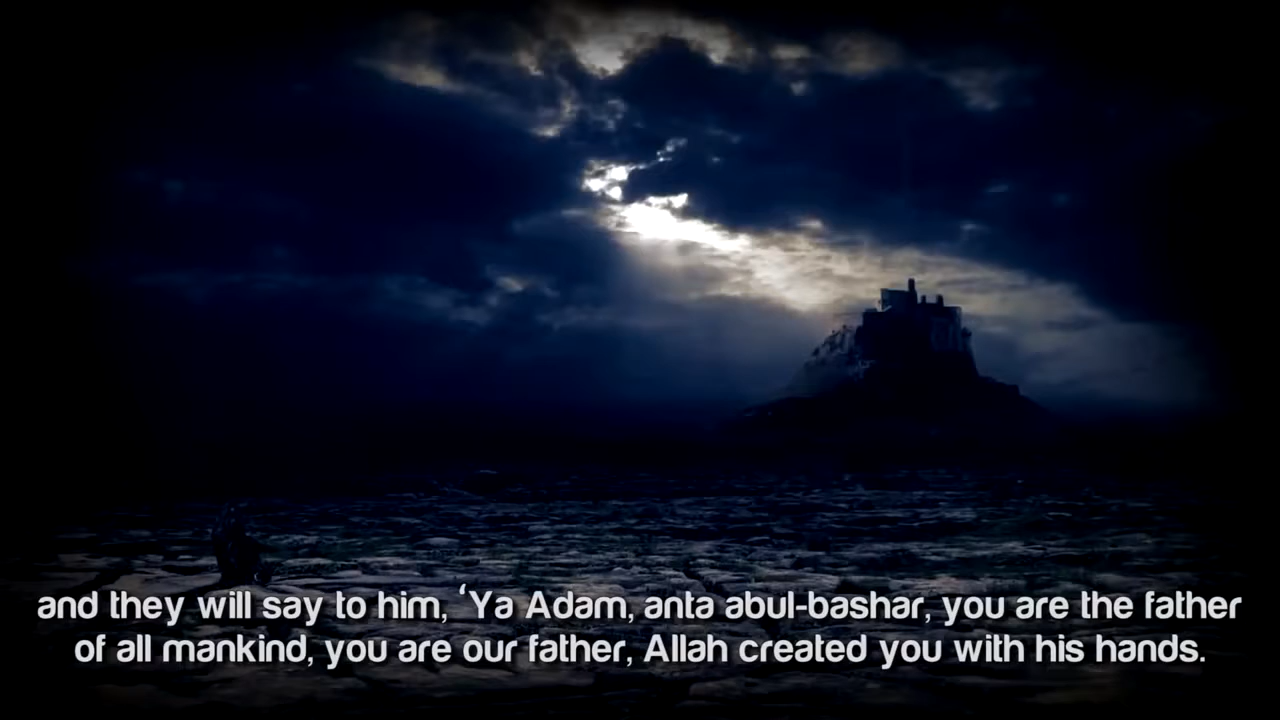 and they will say to him, ‘Ya Adam, anta abul-bashar, you are the father
of all mankind, you are our father, Allah created you with his hands.